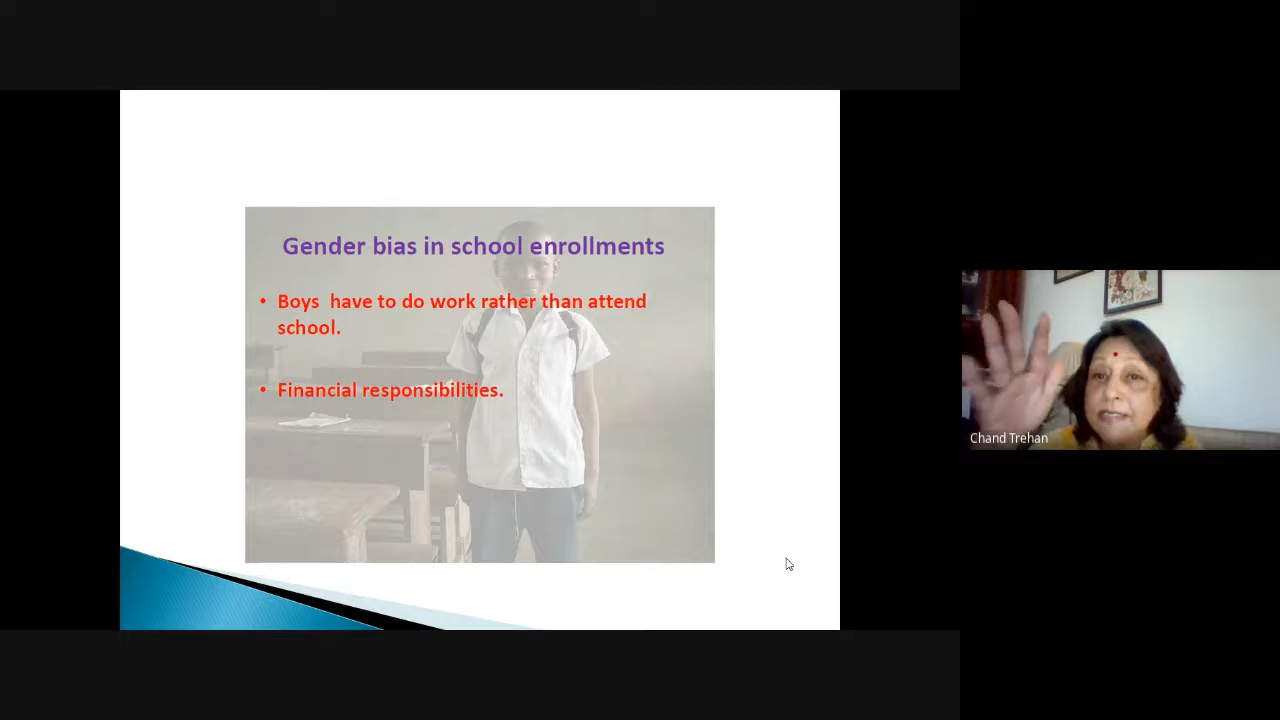 Gender bias in school enrollments
• Boys  have to do work rather than attend
school.
• Financial responsibilities.
Chand Trehan